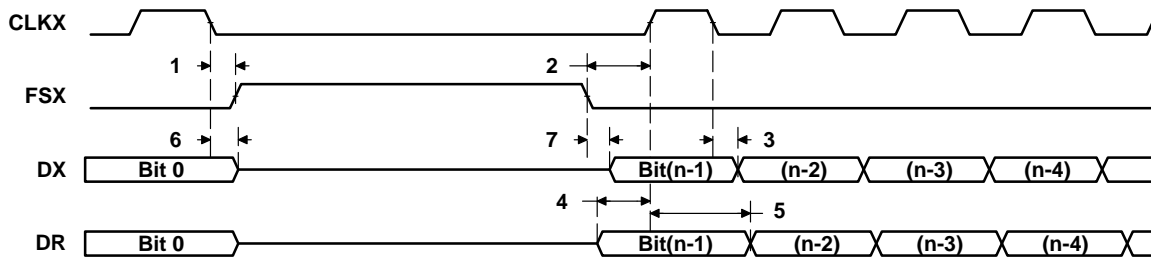 CLKX
1 2
FSX
6 7 3
DX Bit 0 Bit(n-1) (n-2) (n-3) (n-4)
4 5
DR Bit 0 Bit(n-1) (n-2) (n-3) (n-4)